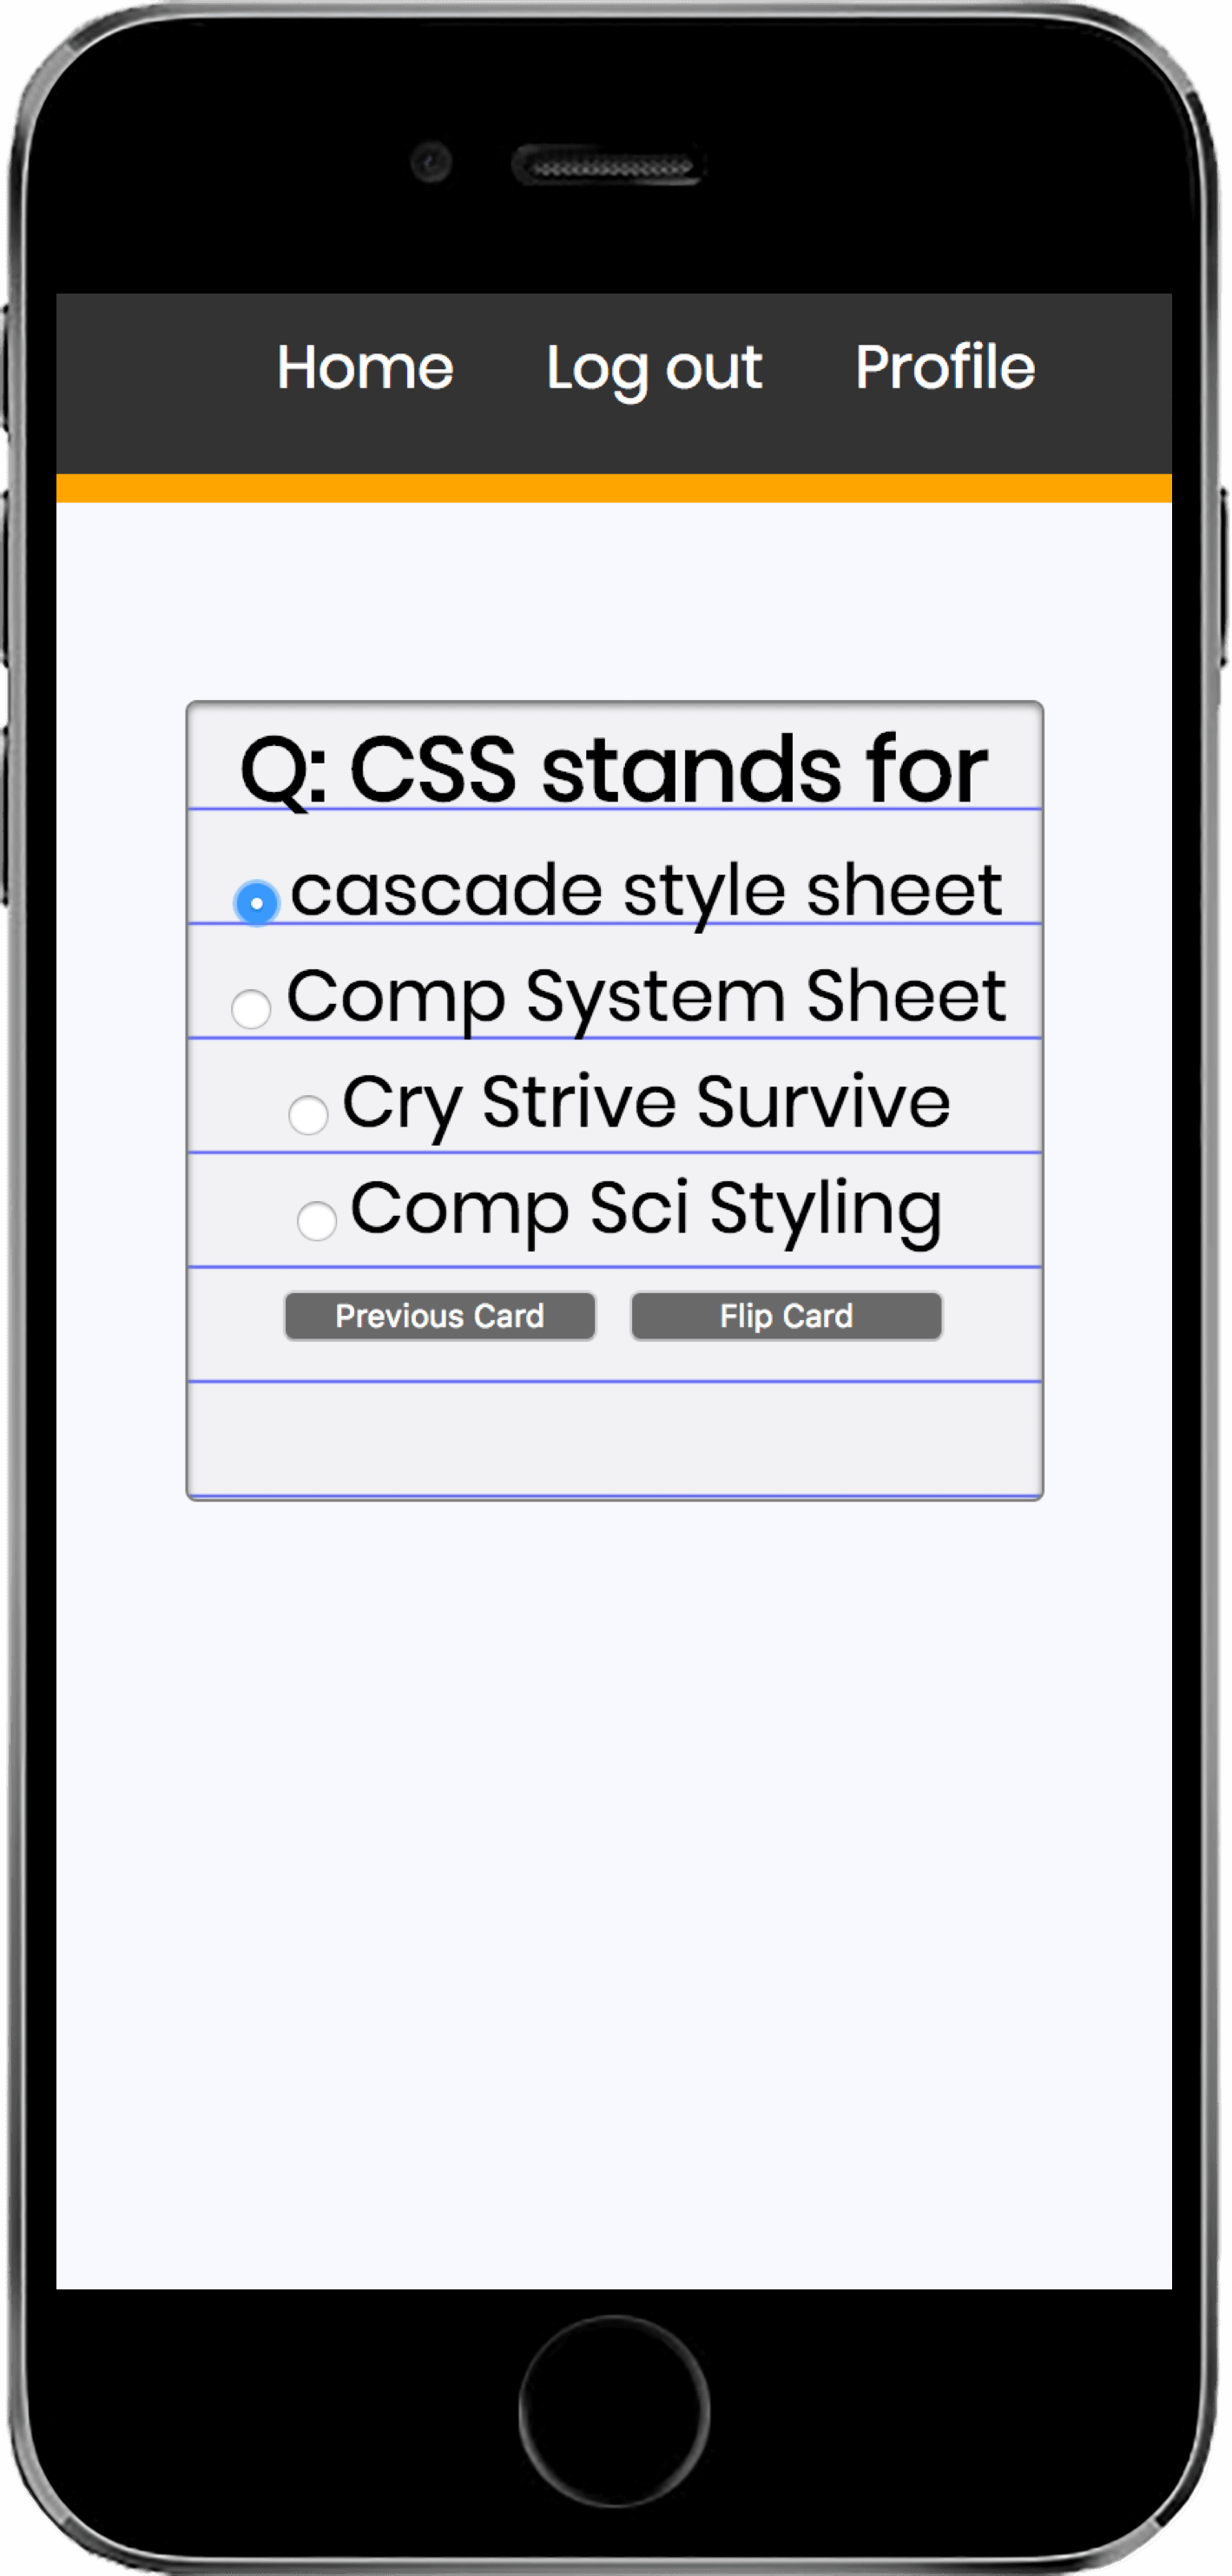 Home Log out Profile
Q: CSS stands for
cascade style sheet
Comp System Sheet
Cry Strive Survive
Comp Sci Styling
Previous Card Flip Card